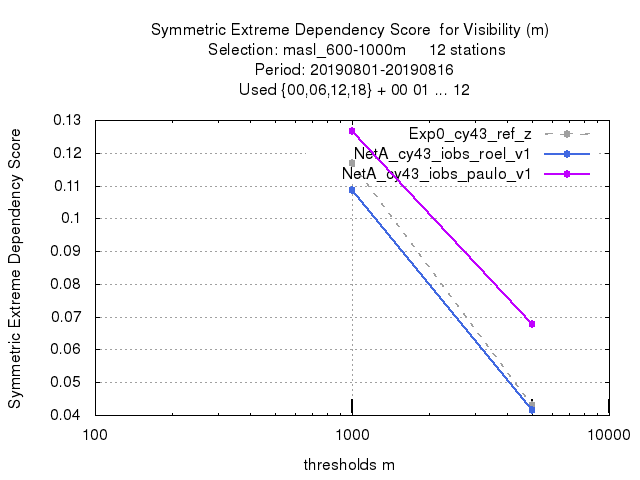 Symmetric Extreme Dependency Score  for Visibility (m)
Selection: masl_600-1000m     12 stations
Period: 20190801-20190816
Used {00,06,12,18} + 00 01 ... 12
Symmetric Extreme Dependency Score
0.13
0.12
0.11
0.1
0.09
0.08
0.07
0.06
0.05
0.04
Exp0_cy43_ref_z
NetA_cy43_iobs_roel_v1
NetA_cy43_iobs_paulo_v1
100 1000 10000
thresholds m